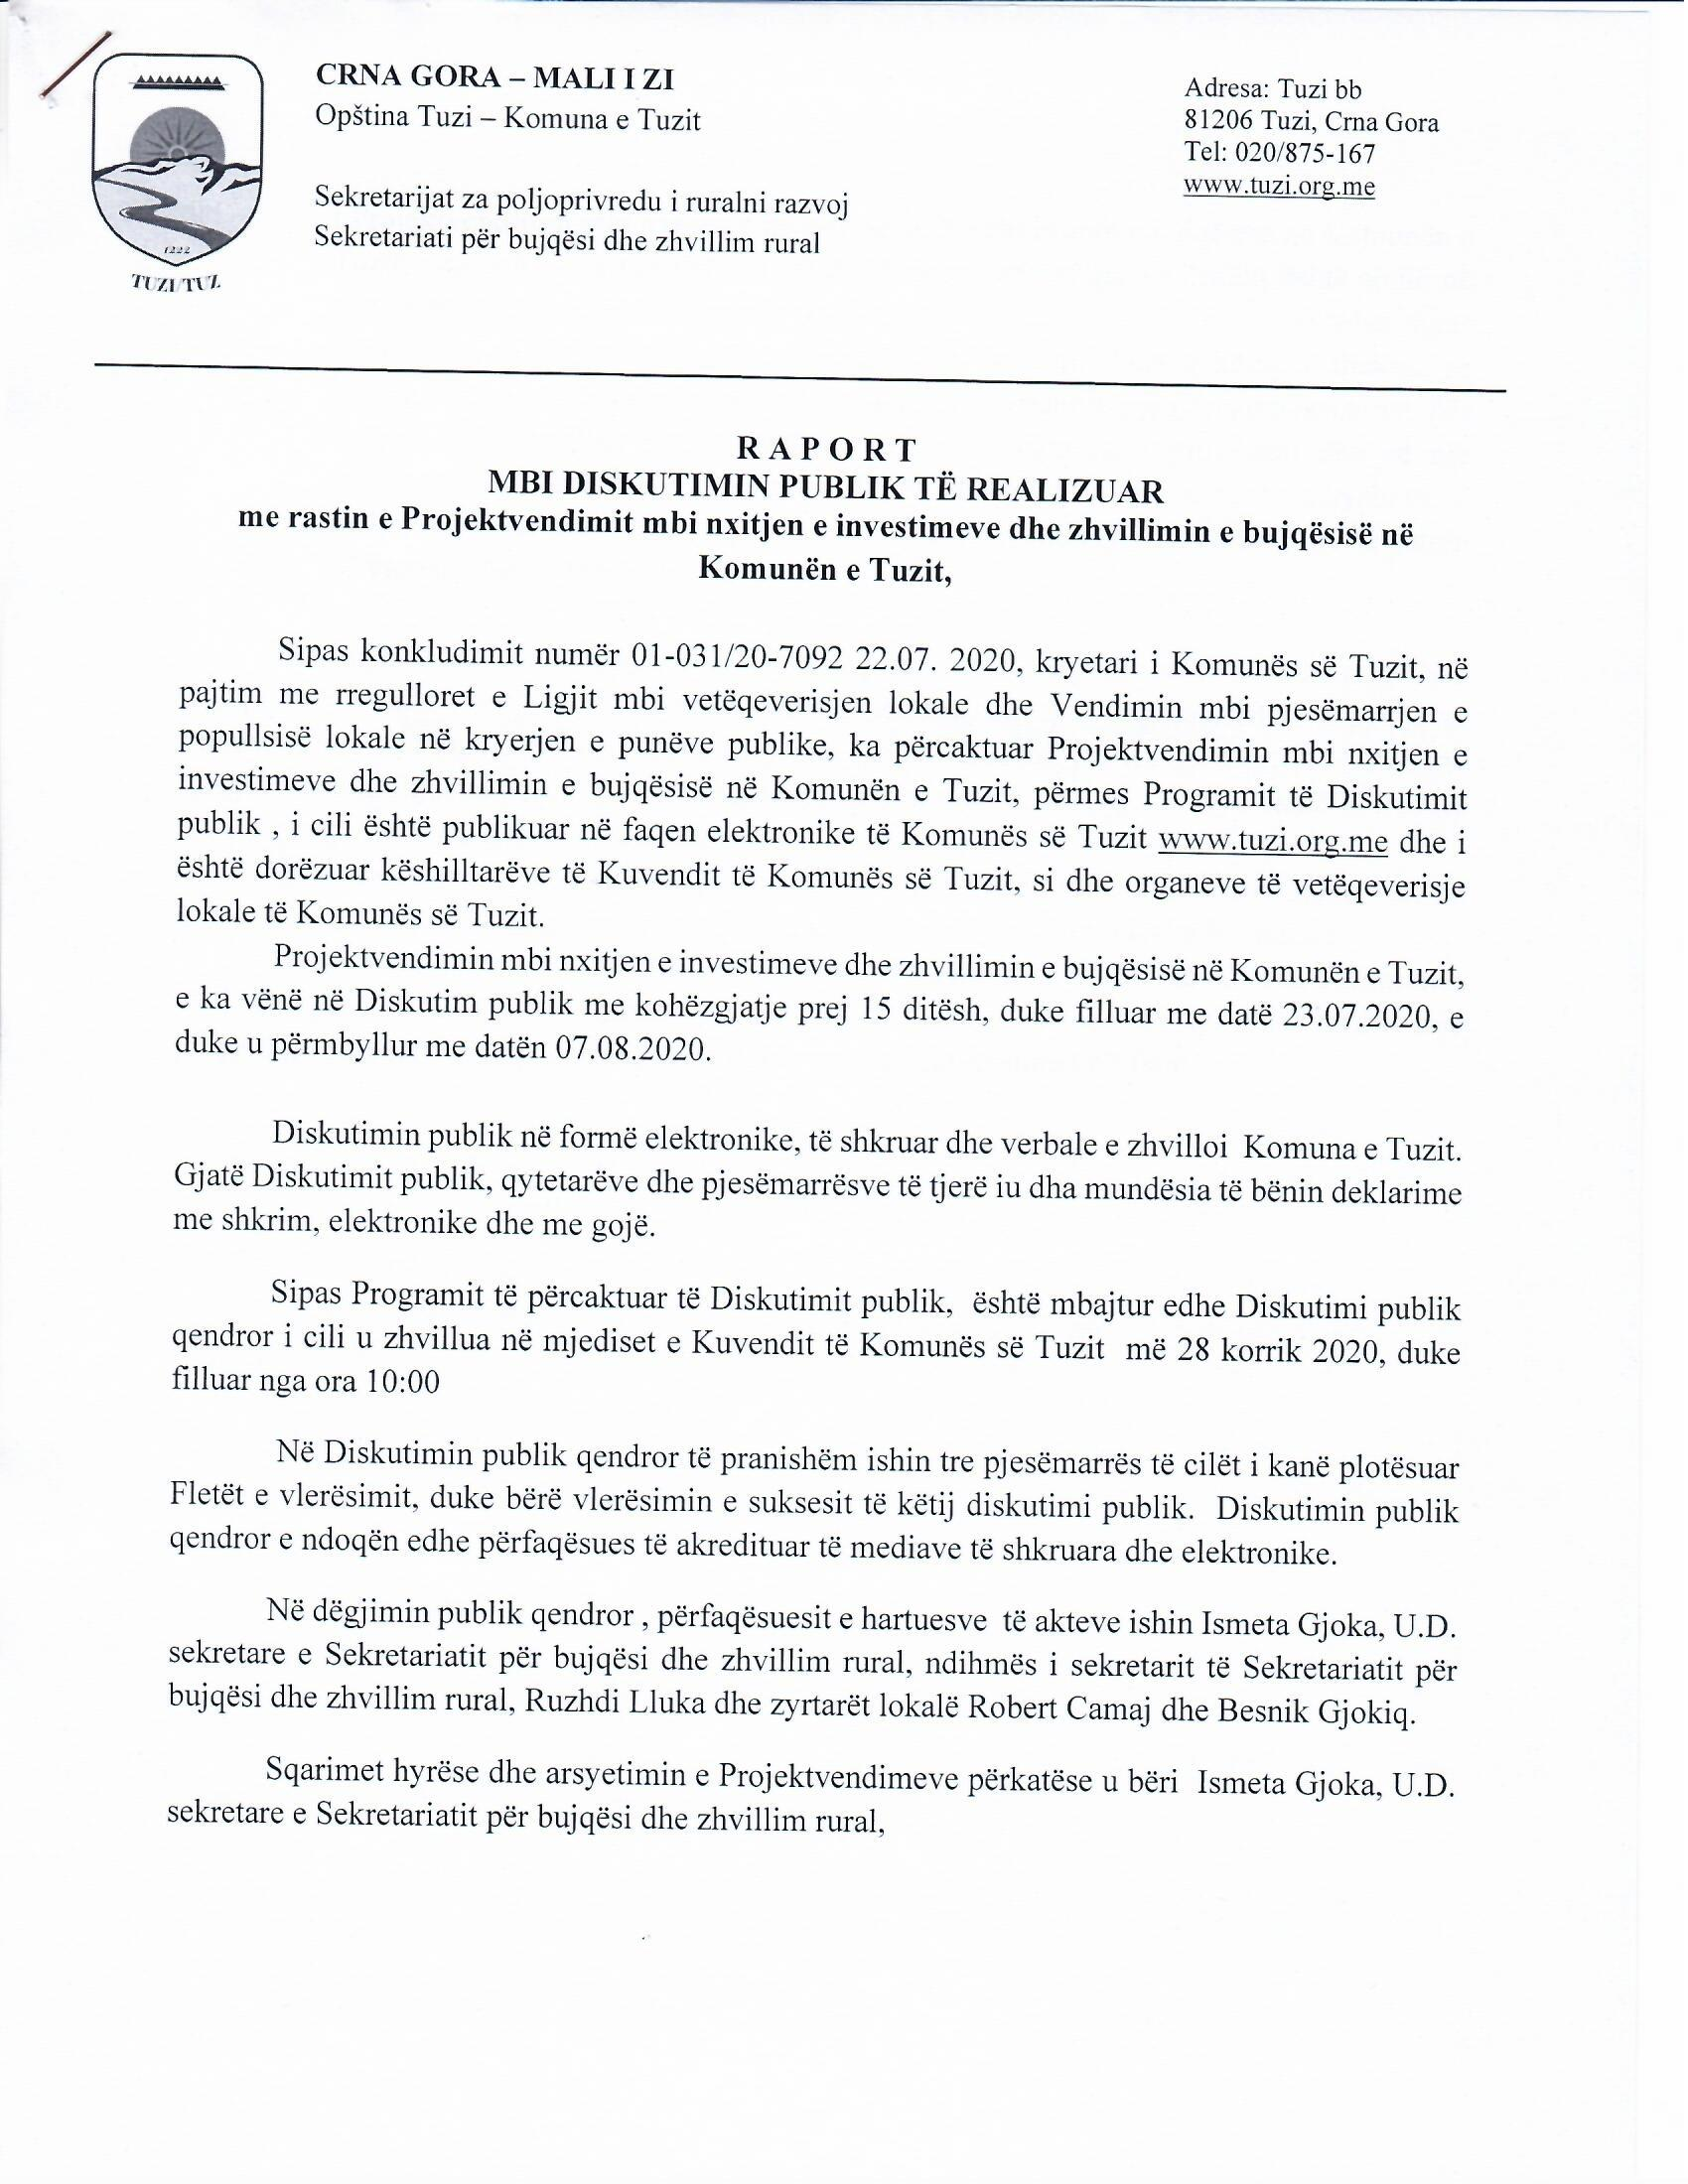 CRNA GORA – MALI I ZI
Opština Tuzi – Komuna e Tuzit
Sekretarijat za poljoprivredu i ruralni razvoj
Sekretariati për bujqësi dhe zhvillim rural
Adresa: Tuzi bb
81206 Tuzi, Crna Gora
Tel: 020/875-167
www.tuzi.org.me
1222
TUZI/TUZ
R A P O R T
MBI DISKUTIMIN PUBLIK TË REALIZUAR
me rastin e Projektvendimit mbi nxitjen e investimeve dhe zhvillimin e bujqësisë në
Komunën e Tuzit,
Sipas konkludimit numër 01-031/20-7092 22.07. 2020, kryetari i Komunës së Tuzit, në
pajtim me rregulloret e Ligjit mbi vetëqeverisjen lokale dhe Vendimin mbi pjesëmarrjen e
popullsisë lokale në kryerjen e punëve publike, ka përcaktuar Projektvendimin mbi nxitjen e
investimeve dhe zhvillimin e bujqësisë në Komunën e Tuzit, përmes Programit të Diskutimit
publik , i cili është publikuar në faqen elektronike të Komunës së Tuzit www.tuzi.org.me dhe i
është dorëzuar këshilltarëve të Kuvendit të Komunës së Tuzit, si dhe organeve të vetëqeverisje
lokale të Komunës së Tuzit.
Projektvendimin mbi nxitjen e investimeve dhe zhvillimin e bujqësisë në Komunën e Tuzit,
e ka vënë në Diskutim publik me kohëzgjatje prej 15 ditësh, duke filluar me datë 23.07.2020, e
duke u përmbyllur me datën 07.08.2020.
Diskutimin publik në formë elektronike, të shkruar dhe verbale e zhvilloi Komuna e Tuzit.
Gjatë Diskutimit publik, qytetarëve dhe pjesëmarrësve të tjerë iu dha mundësia të bënin deklarime
me shkrim, elektronike dhe me gojë.
Sipas Programit të përcaktuar të Diskutimit publik, është mbajtur edhe Diskutimi publik
qendror i cili u zhvillua në mjediset e Kuvendit të Komunës së Tuzit më 28 korrik 2020, duke
filluar nga ora 10:00
Në Diskutimin publik qendror të pranishëm ishin tre pjesëmarrës të cilët i kanë plotësuar
Fletët e vlerësimit, duke bërë vlerësimin e suksesit të këtij diskutimi publik. Diskutimin publik
qendror e ndoqën edhe përfaqësues të akredituar të mediave të shkruara dhe elektronike.
Në dëgjimin publik qendror , përfaqësuesit e hartuesve të akteve ishin Ismeta Gjoka, U.D.
sekretare e Sekretariatit për bujqësi dhe zhvillim rural, ndihmës i sekretarit të Sekretariatit për
bujqësi dhe zhvillim rural, Ruzhdi Lluka dhe zyrtarët lokalë Robert Camaj dhe Besnik Gjokiq.
Sqarimet hyrëse dhe arsyetimin e Projektvendimeve përkatëse u bëri Ismeta Gjoka, U.D.
sekretare e Sekretariatit për bujqësi dhe zhvillim rural,